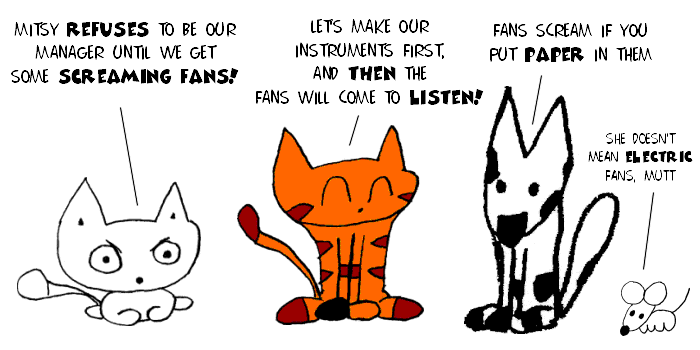 MITSY REFUSES TO BE OUR
MANAGER UNTIL WE GET
SOME SCREAMING FANS!
LET'S MAKE OUR
INSTRUMENTS FIRST,
AND THEN THE
FANS WILL COME TO LISTEN!
FANS SCREAM IF YOU
PUT PAPER IN THEM
SHE DOESN'T
MEAN ELECTRIC
FANS, MUTT